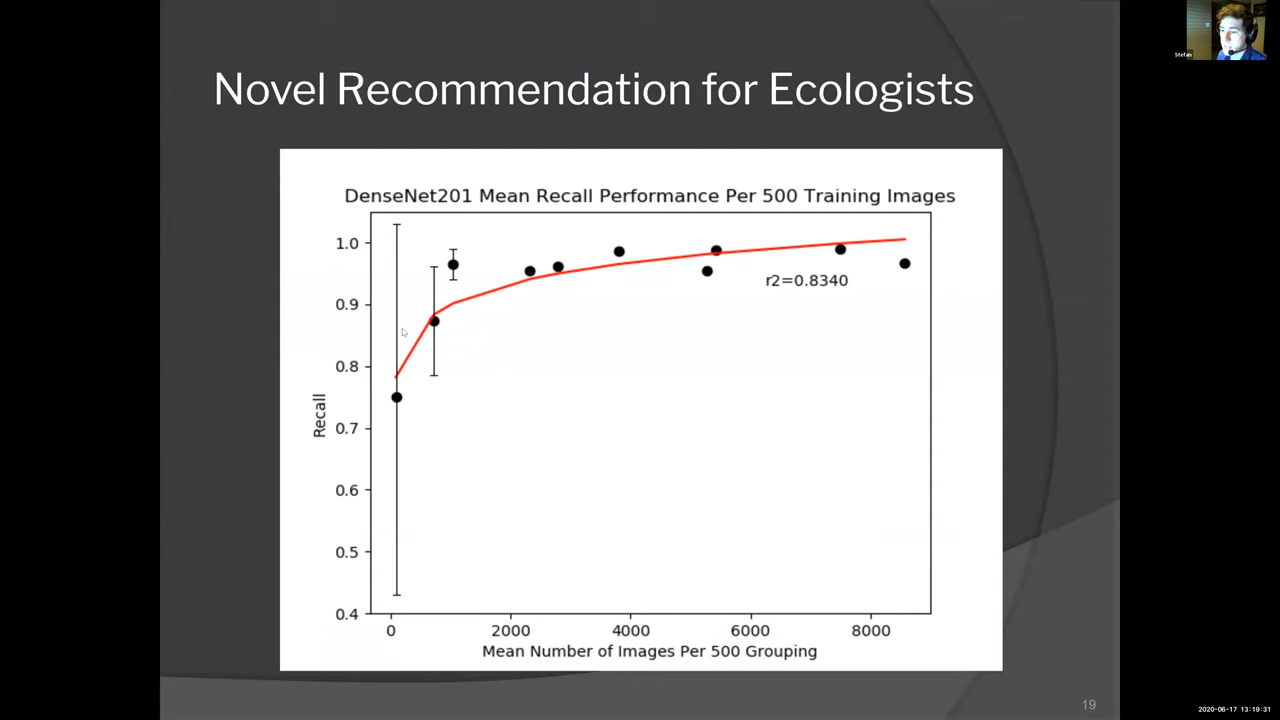 Stefan
Novel Recommendation for Ecologists
DenseNet201 Mean Recall Performance Per 500 Training Images
1.0
0.9
0.8
0.7
0.6
0.5
0.4
Recall
r2=0.8340
0 2000 4000 6000 8000
Mean Number of Images Per 500 Grouping
19
2020-06-17 13:19:31